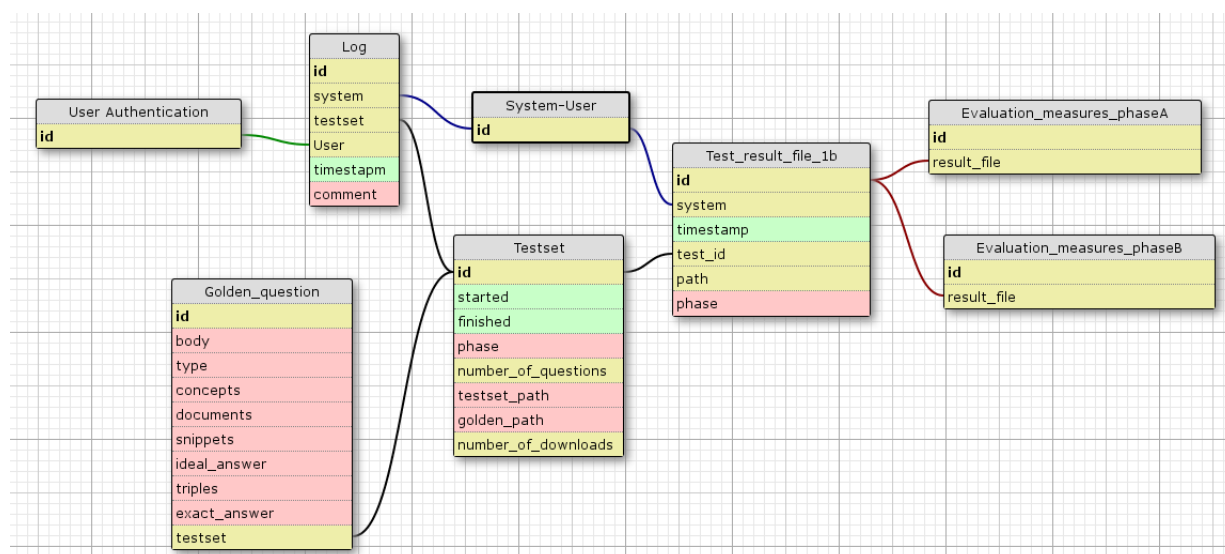 Log
id
system
testset
User
timestapm
comment
User Authentication
id
System-User
id
Evaluation_measures_phaseA
id
result_file
Test_result_file_1b
id
system
timestamp
test_id
path
phase
Testset
id
started
finished
phase
number_of_questions
testset_path
golden_path
number_of_downloads
Evaluation_measures_phaseB
id
result_file
Golden_question
id
body
type
concepts
documents
snippets
ideal_answer
triples
exact_answer
testset